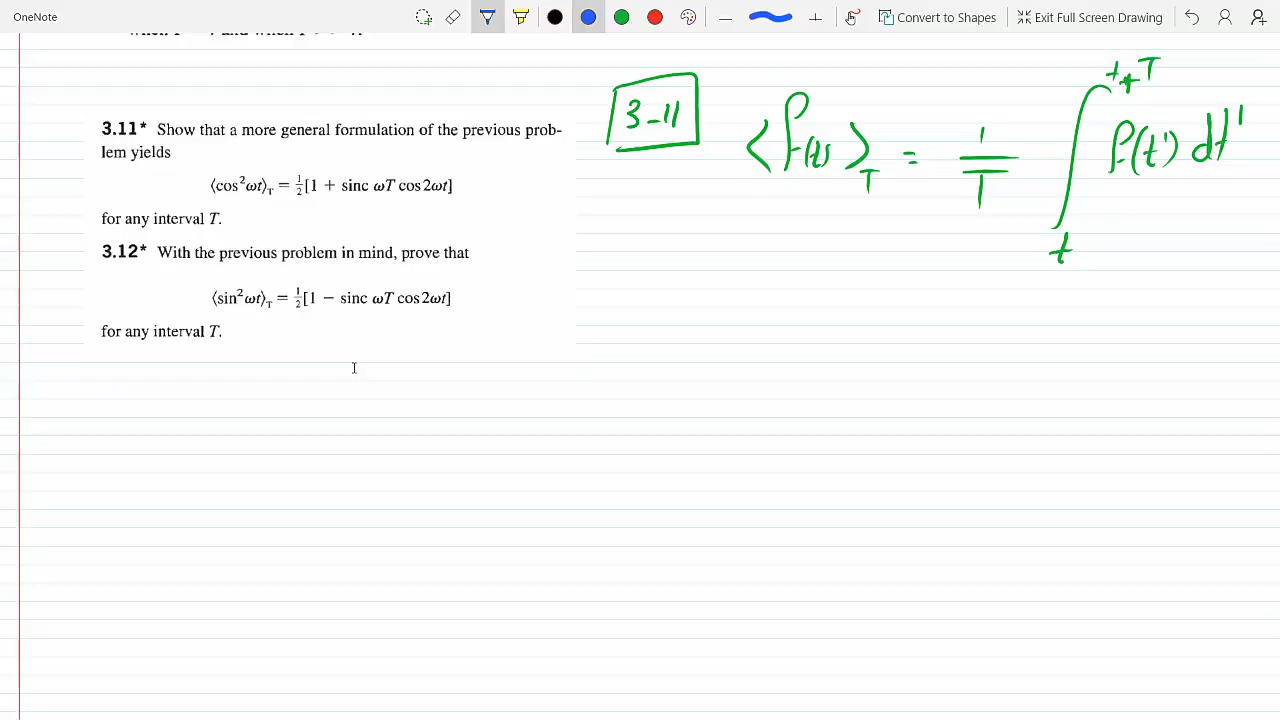 OneNote
Convert to Shapes
Exit Full Screen Drawing
3.11* Show that a more general formulation of the previous prob-
lem yields
⟨cos²ωt⟩_T = ½[1 + sinc ωT cos 2ωt]
for any interval T.
3.12* With the previous problem in mind, prove that
⟨sin²ωt⟩_T = ½[1 − sinc ωT cos 2ωt]
for any interval T.
3-11
⟨f(t)⟩_T = 1/T ∫_t^{t+T} f(t') dt'